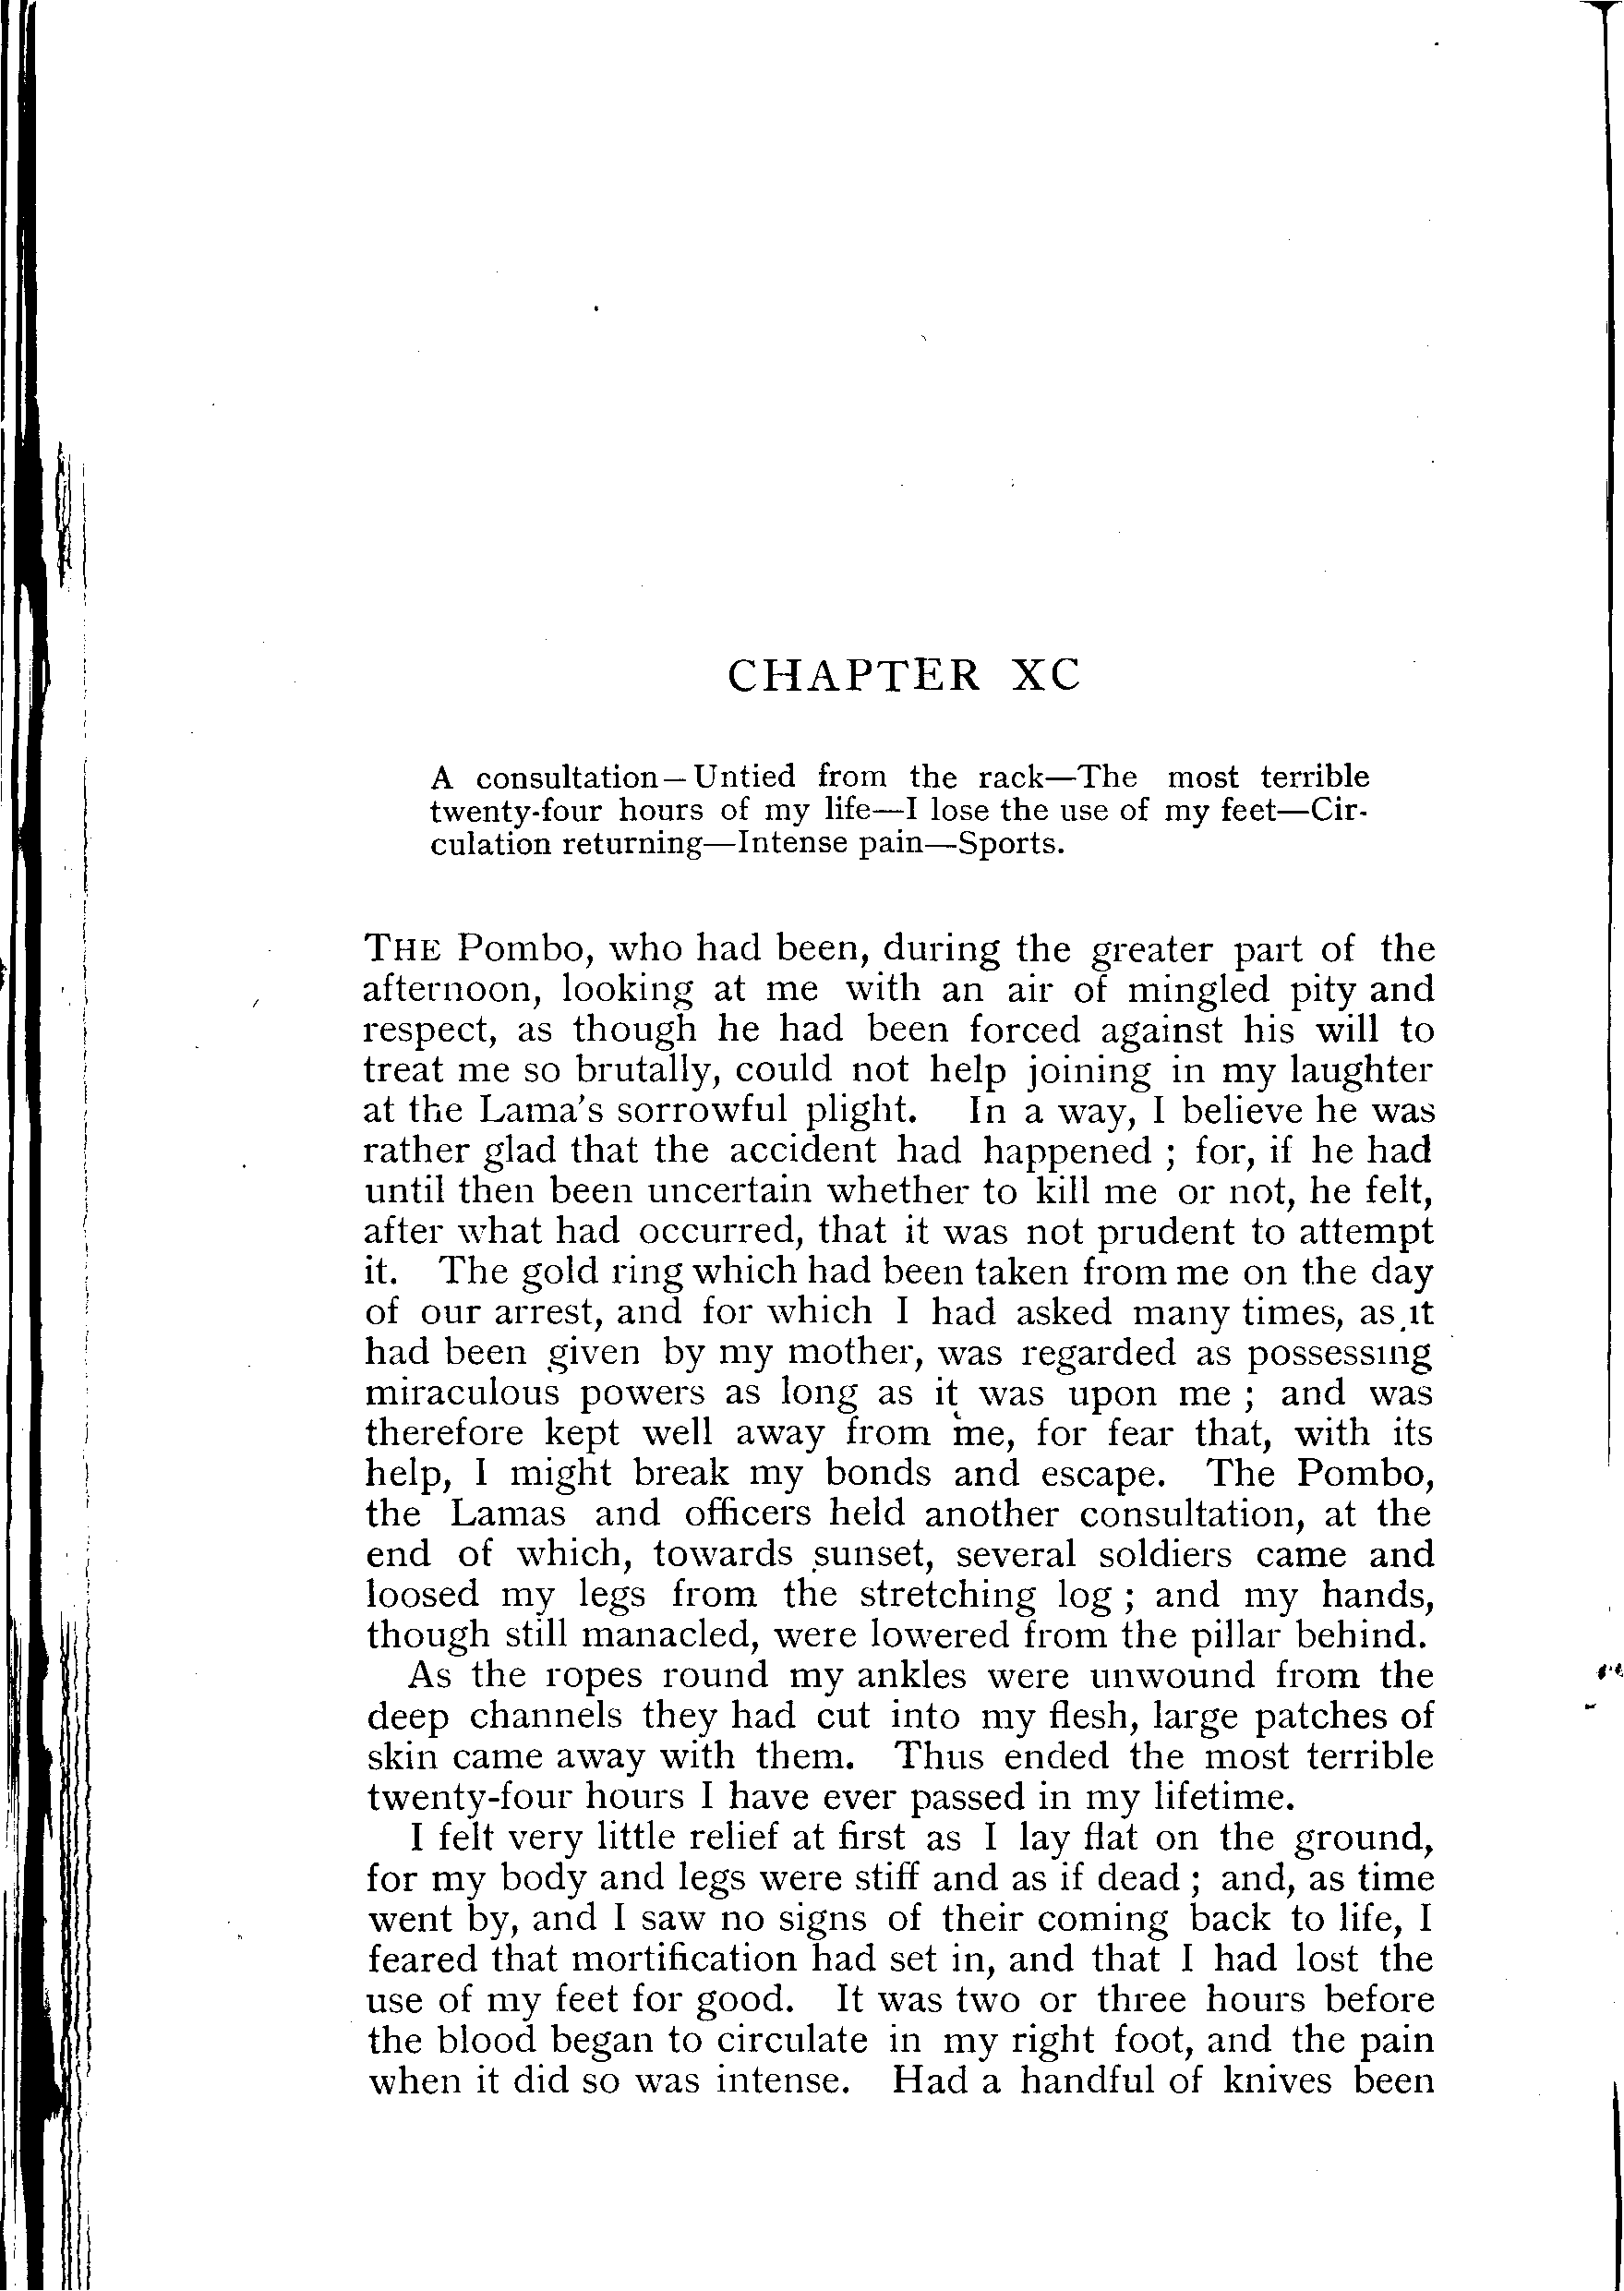 CHAPTER XC
A consultation—Untied from the rack—The most terrible
twenty-four hours of my life—I lose the use of my feet—Cir-
culation returning—Intense pain—Sports.
THE Pombo, who had been, during the greater part of the
afternoon, looking at me with an air of mingled pity and
respect, as though he had been forced against his will to
treat me so brutally, could not help joining in my laughter
at the Lama's sorrowful plight. In a way, I believe he was
rather glad that the accident had happened ; for, if he had
until then been uncertain whether to kill me or not, he felt,
after what had occurred, that it was not prudent to attempt
it. The gold ring which had been taken from me on the day
of our arrest, and for which I had asked many times, as it
had been given by my mother, was regarded as possessing
miraculous powers as long as it was upon me ; and was
therefore kept well away from me, for fear that, with its
help, I might break my bonds and escape. The Pombo,
the Lamas and officers held another consultation, at the
end of which, towards sunset, several soldiers came and
loosed my legs from the stretching log ; and my hands,
though still manacled, were lowered from the pillar behind.
As the ropes round my ankles were unwound from the
deep channels they had cut into my flesh, large patches of
skin came away with them. Thus ended the most terrible
twenty-four hours I have ever passed in my lifetime.
I felt very little relief at first as I lay flat on the ground,
for my body and legs were stiff and as if dead ; and, as time
went by, and I saw no signs of their coming back to life, I
feared that mortification had set in, and that I had lost the
use of my feet for good. It was two or three hours before
the blood began to circulate in my right foot, and the pain
when it did so was intense. Had a handful of knives been